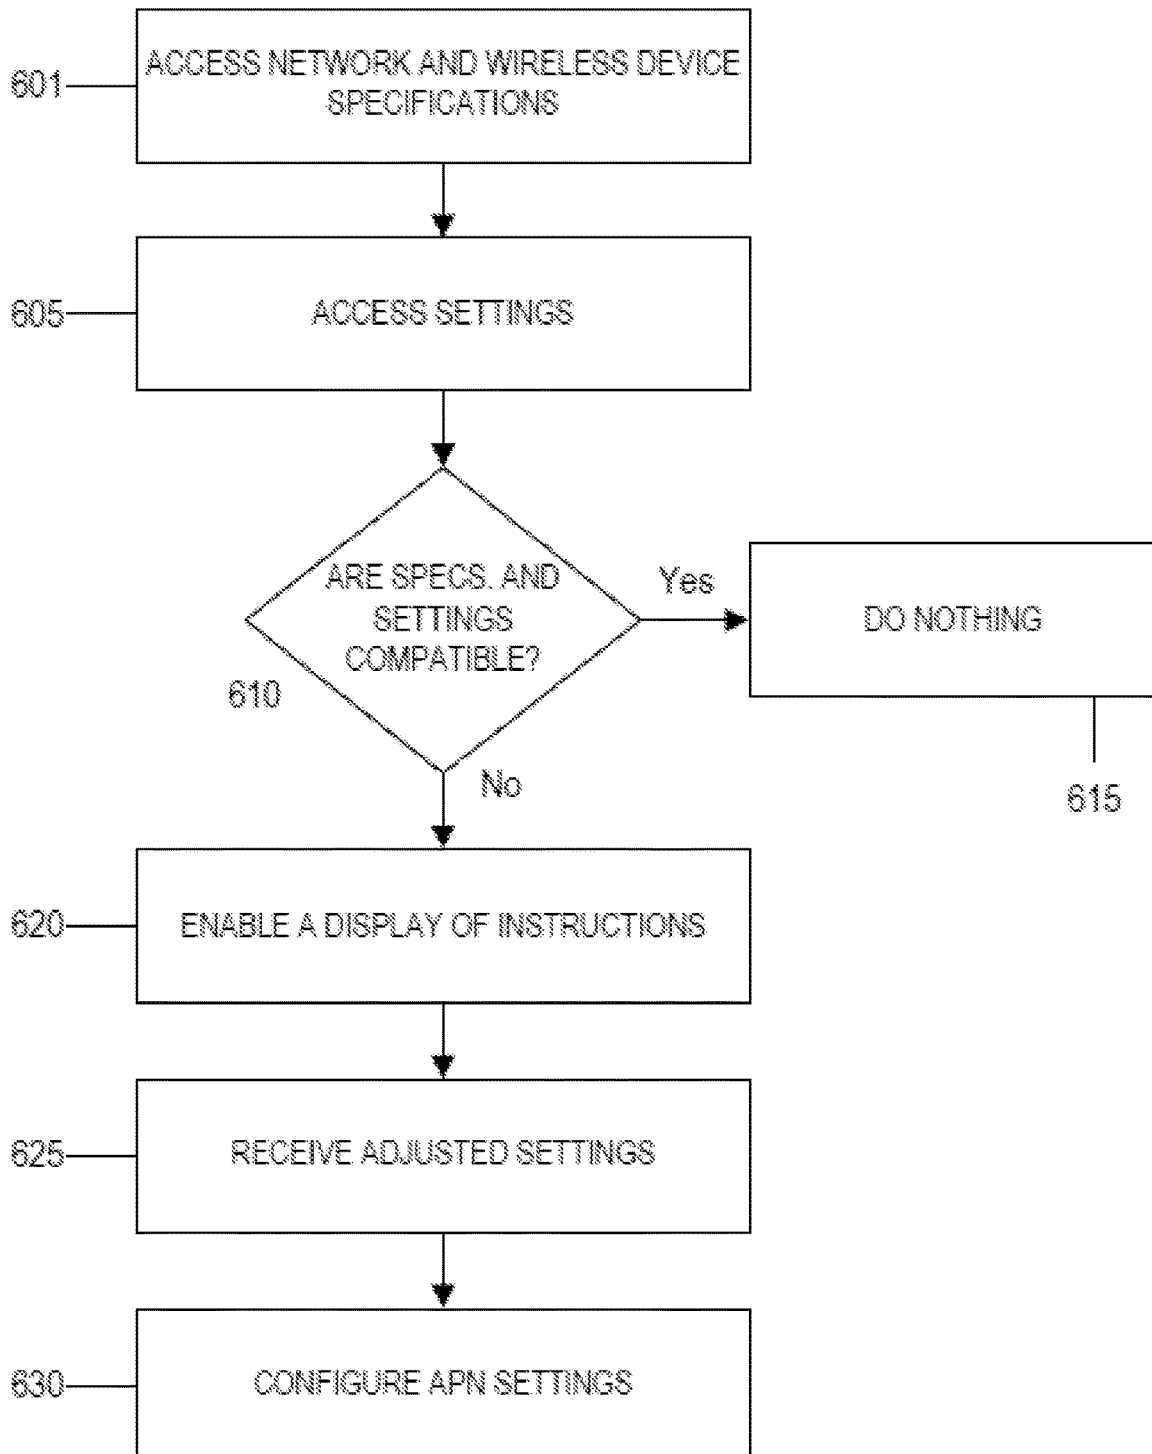 601
ACCESS NETWORK AND WIRELESS DEVICE
SPECIFICATIONS
605
ACCESS SETTINGS
ARE SPECS. AND
SETTINGS
COMPATIBLE?
610
Yes
DO NOTHING
615
No
620
ENABLE A DISPLAY OF INSTRUCTIONS
625
RECEIVE ADJUSTED SETTINGS
630
CONFIGURE APN SETTINGS